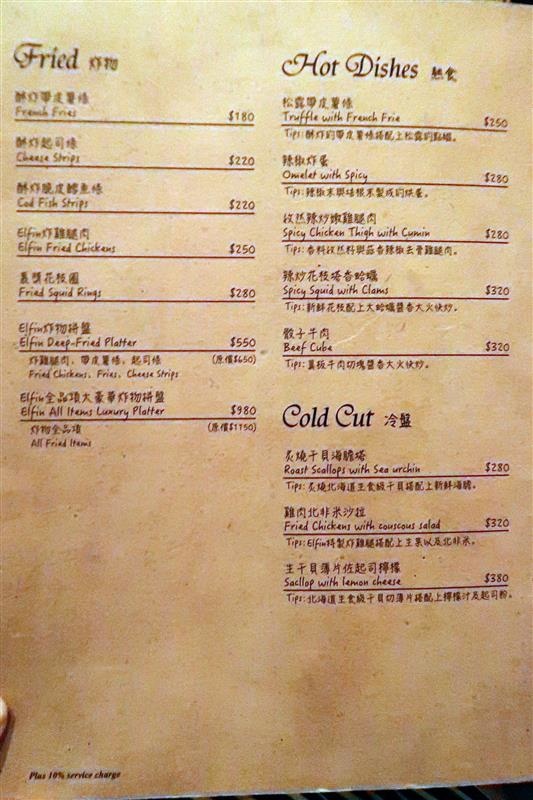 Fried 炸物
酥炸帶皮薯條
French Fries $180
酥炸起司條
Cheese Strips $220
酥炸脆皮鱈魚條
Cod Fish Strips $220
Elfin炸雞腿肉
Elfin Fried Chickens $250
裹漿花枝圈
Fried Squid Rings $280
Elfin炸物拼盤
Elfin Deep-Fried Platter $550
炸雞腿肉、帶皮薯條、起司條 (原價$650)
Fried Chickens、Fries、Cheese Strips
Elfin全品項大豪華炸物拼盤
Elfin All Items Luxury Platter $980
炸物全品項 (原價$1150)
All Fried Items
Hot Dishes 熱食
松露帶皮薯條
Truffle with French Frie $250
Tips: 酥炸的帶皮薯條搭配上松露的點綴。
辣椒炸蛋
Omelet with Spicy $280
Tips: 辣椒末與培根末製成的烘蛋。
孜然辣炒嫩雞腿肉
Spicy Chicken Thigh with Cumin $280
Tips: 香料孜然粉與蒜香辣椒去骨雞腿肉。
辣炒花枝塔香蛤蠣
Spicy Squid with Clams $320
Tips: 新鮮花枝配上大蛤蠣醬香大火快炒。
骰子牛肉
Beef Cube $320
Tips: 翼板牛肉切塊醬香大火快炒。
Cold Cut 冷盤
炙燒干貝海膽塔
Roast Scallops with Sea urchin $280
Tips: 炙燒北海道生食級干貝搭配上新鮮海膽。
雞肉北非米沙拉
Fried Chickens with couscous salad $320
Tips: Elfin特製炸雞腿搭配上生菜以及北非米。
生干貝薄片佐起司檸檬
Sacllop with lemon cheese $380
Tips: 北海道生食級干貝切薄片搭配上檸檬汁及起司粉。
Plus 10% service charge